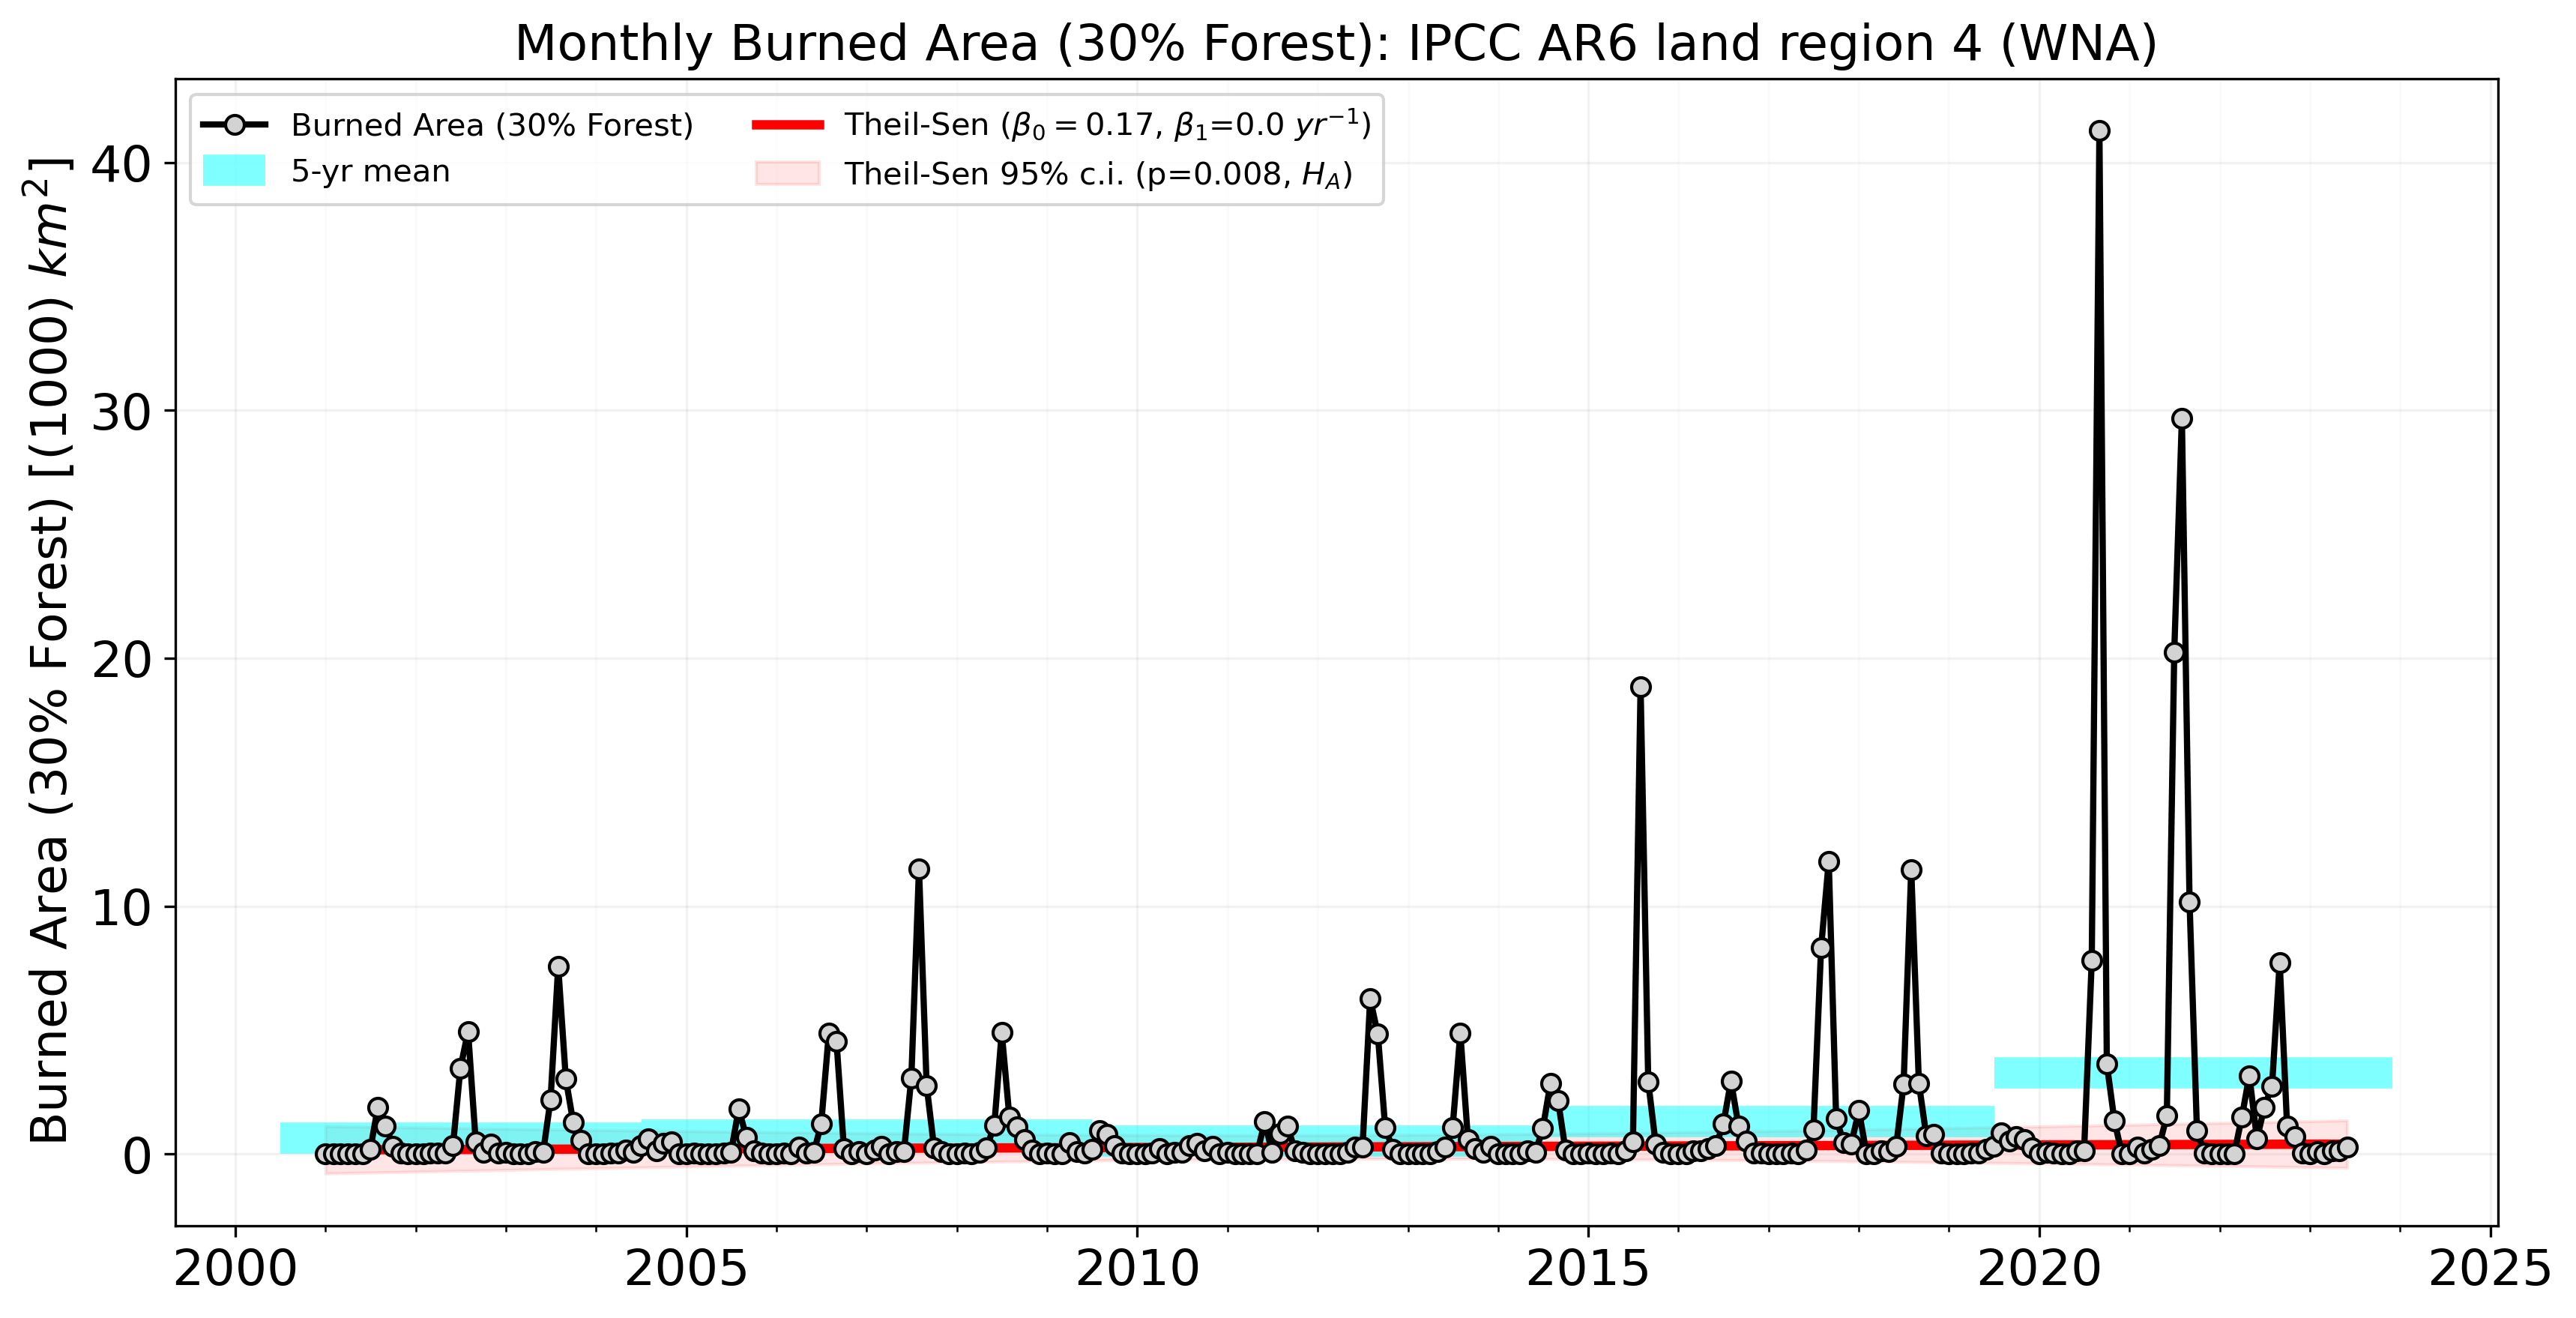 Monthly Burned Area (30% Forest): IPCC AR6 land region 4 (WNA)
Burned Area (30% Forest) [(1000) km²]
Burned Area (30% Forest)
5-yr mean
Theil-Sen (β₀ = 0.17, β₁=0.0 yr⁻¹)
Theil-Sen 95% c.i. (p=0.008, H_A)
40
30
20
10
0
2000 2005 2010 2015 2020 2025